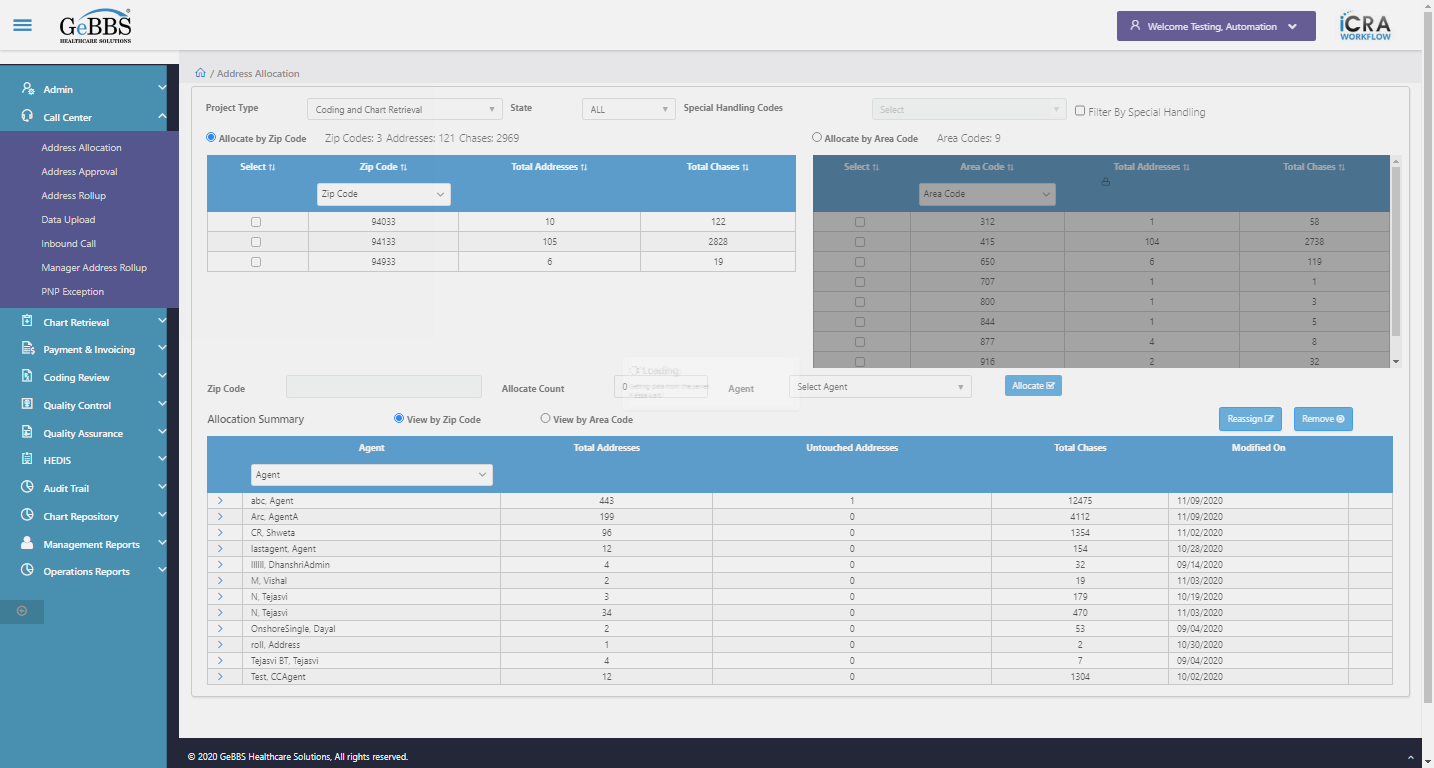 GeBBS
HEALTHCARE SOLUTIONS
Welcome Testing, Automation
iCRA
WORKFLOW
Admin
Call Center
Address Allocation
Address Approval
Address Rollup
Data Upload
Inbound Call
Manager Address Rollup
PNP Exception
Chart Retrieval
Payment & Invoicing
Coding Review
Quality Control
Quality Assurance
HEDIS
Audit Trail
Chart Repository
Management Reports
Operations Reports
/ Address Allocation
Project Type Coding and Chart Retrieval State ALL Special Handling Codes Select Filter By Special Handling
Allocate by Zip Code Zip Codes: 3 Addresses: 121 Chases: 2969
Select Zip Code Total Addresses Total Chases
Zip Code
94033 10 122
94133 105 2828
94933 6 19
Allocate by Area Code Area Codes: 9
Select Area Code Total Addresses Total Chases
Area Code
312 1 58
415 104 2738
650 6 119
707 1 1
800 1 3
844 1 5
877 4 8
916 2 32
Loading
Zip Code Allocate Count 0 Agent Select Agent Allocate
Allocation Summary View by Zip Code View by Area Code Reassign Remove
Agent Total Addresses Untouched Addresses Total Chases Modified On
Agent
abc, Agent 443 1 12475 11/09/2020
Arc, AgentA 199 0 4112 11/09/2020
CR, Shweta 96 0 1354 11/02/2020
lastagent, Agent 12 0 154 10/28/2020
DhanshriAdmin 4 0 32 09/14/2020
M, Vishal 2 0 19 11/03/2020
N, Tejasvi 3 0 179 10/19/2020
N, Tejasvi 34 0 470 11/03/2020
OnshoreSingle, Dayal 2 0 53 09/04/2020
roll, Address 1 0 2 10/30/2020
Tejasvi BT, Tejasvi 4 0 7 09/04/2020
Test, CCAgent 12 0 1304 10/02/2020
© 2020 GeBBS Healthcare Solutions, All rights reserved.